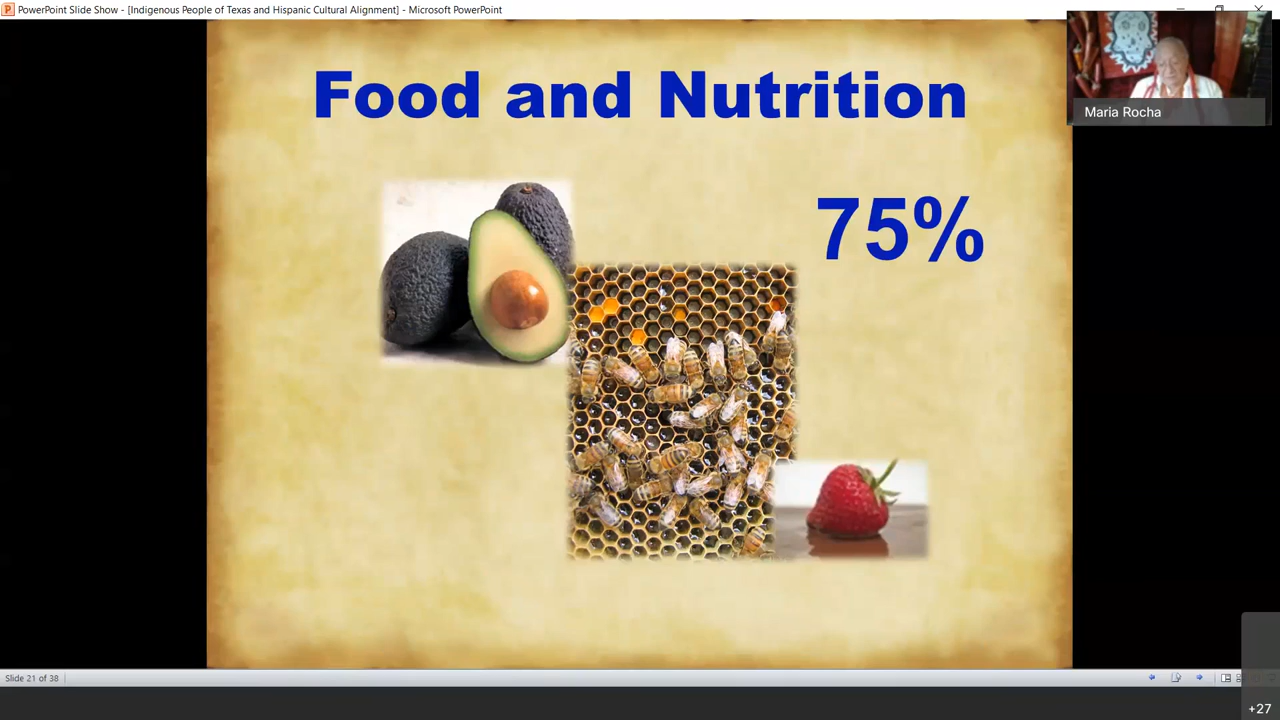 PowerPoint Slide Show - [Indigenous People of Texas and Hispanic Cultural Alignment] - Microsoft PowerPoint
Food and Nutrition
Maria Rocha
75%
Slide 21 of 38
+27